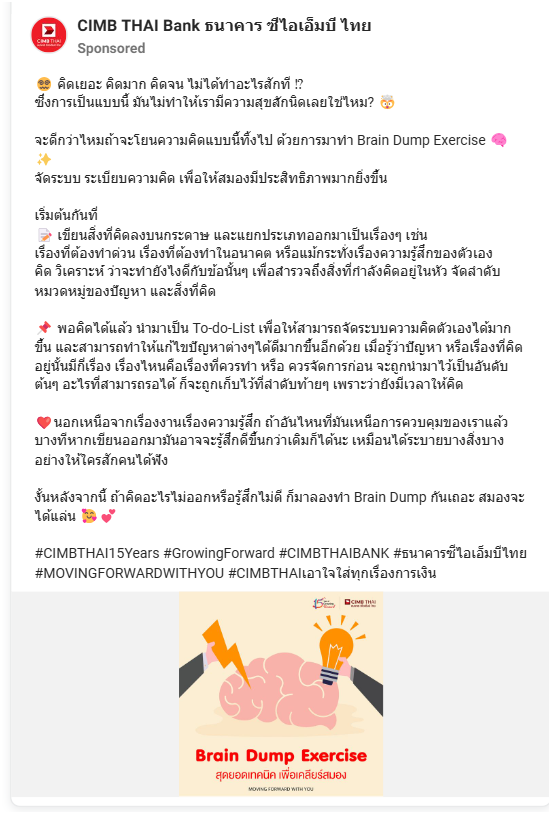 CIMB THAI Bank ธนาคาร ซีไอเอ็มบี ไทย
CIMB THAI
Sponsored
😵‍💫 คิดเยอะ คิดมาก คิดจน ไม่ได้ทำอะไรสักที ⁉
ซึ่งการเป็นแบบนี้ มันไม่ทำให้เรามีความสุขสักนิดเลยใช่ไหม? 🤯
จะดีกว่าไหมถ้าจะโยนความคิดแบบนี้ทิ้งไป ด้วยการมาทำ Brain Dump Exercise 🧠
✨
จัดระบบ ระเบียบความคิด เพื่อให้สมองมีประสิทธิภาพมากยิ่งขึ้น
เริ่มต้นกันที่
📝 เขียนสิ่งที่คิดลงบนกระดาษ และแยกประเภทออกมาเป็นเรื่องๆ เช่น
เรื่องที่ต้องทำด่วน เรื่องที่ต้องทำในอนาคต หรือแม้กระทั่งเรื่องความรู้สึกของตัวเอง
คิด วิเคราะห์ ว่าจะทำยังไงดีกับข้อนั้นๆ เพื่อสำรวจถึงสิ่งที่กำลังคิดอยู่ในหัว จัดลำดับ
หมวดหมู่ของปัญหา และสิ่งที่คิด
📌 พอคิดได้แล้ว นำมาเป็น To-do-List เพื่อให้สามารถจัดระบบความคิดตัวเองได้มาก
ขึ้น และสามารถทำให้แก้ไขปัญหาต่างๆได้ดีมากขึ้นอีกด้วย เมื่อรู้ว่าปัญหา หรือเรื่องที่คิด
อยู่นั้นมีกี่เรื่อง เรื่องไหนคือเรื่องที่ควรทำ หรือ ควรจัดการก่อน จะถูกนำมาไว้เป็นอันดับ
ต้นๆ อะไรที่สามารถรอได้ ก็จะถูกเก็บไว้ที่ลำดับท้ายๆ เพราะว่ายังมีเวลาให้คิด
❤️นอกเหนือจากเรื่องงานเรื่องความรู้สึก ถ้าอันไหนที่มันเหนือการควบคุมของเราแล้ว
บางทีหากเขียนออกมามันอาจจะรู้สึกดีขึ้นกว่าเดิมก็ได้นะ เหมือนได้ระบายบางสิ่งบาง
อย่างให้ใครสักคนได้ฟัง
งั้นหลังจากนี้ ถ้าคิดอะไรไม่ออกหรือรู้สึกไม่ดี ก็มาลองทำ Brain Dump กันเถอะ สมองจะ
ได้แล่น 🥰 💕
#CIMBTHAI15Years #GrowingForward #CIMBTHAIBANK #ธนาคารซีไอเอ็มบีไทย
#MOVINGFORWARDWITHYOU #CIMBTHAIเอาใจใส่ทุกเรื่องการเงิน
CIMB THAI
Brain Dump Exercise
สุดยอดเทคนิค เพื่อเคลียร์สมอง
MOVING FORWARD WITH YOU